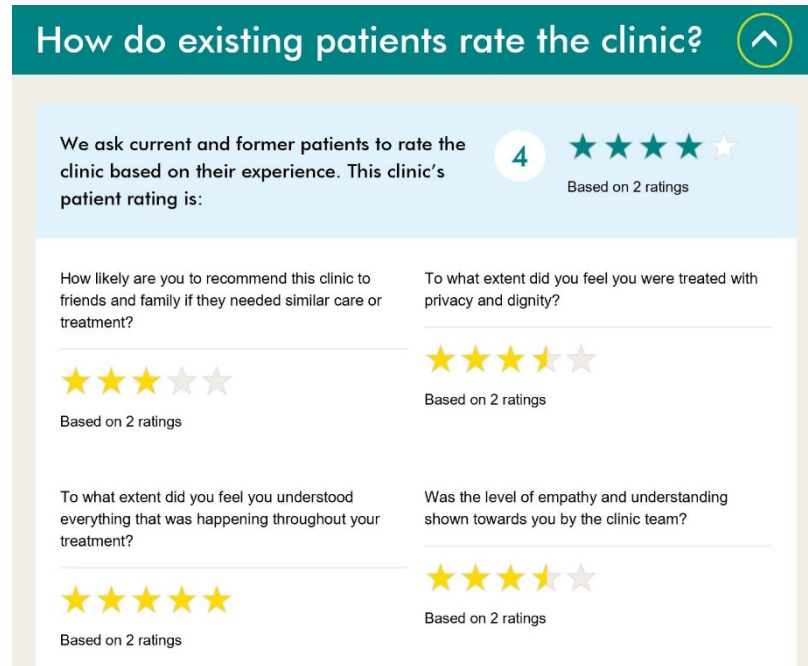 How do existing patients rate the clinic?
We ask current and former patients to rate the
clinic based on their experience. This clinic's
patient rating is:
4
Based on 2 ratings
How likely are you to recommend this clinic to
friends and family if they needed similar care or
treatment?
Based on 2 ratings
To what extent did you feel you were treated with
privacy and dignity?
Based on 2 ratings
To what extent did you feel you understood
everything that was happening throughout your
treatment?
Based on 2 ratings
Was the level of empathy and understanding
shown towards you by the clinic team?
Based on 2 ratings